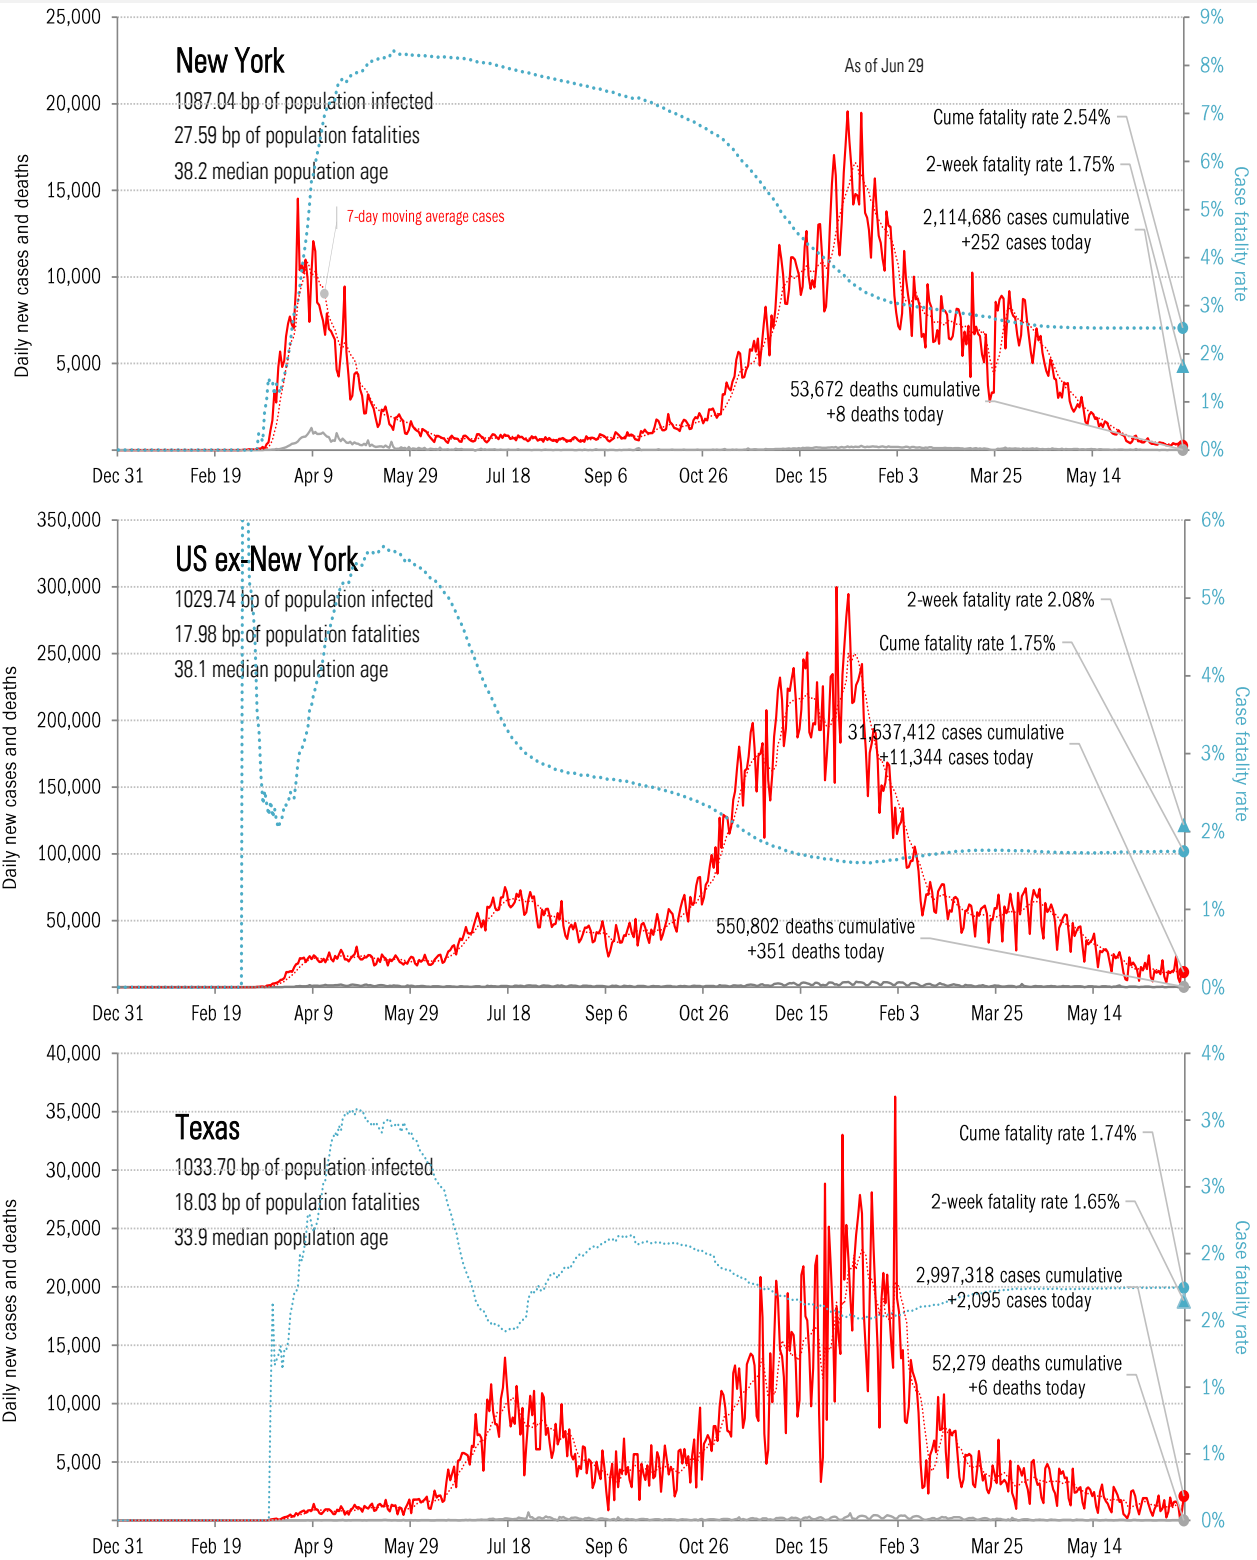 25,000
20,000
15,000
10,000
5,000
Daily new cases and deaths
New York
1087.04 bp of population infected
27.59 bp of population fatalities
38.2 median population age
7-day moving average cases
As of Jun 29
Cume fatality rate 2.54%
2-week fatality rate 1.75%
2,114,686 cases cumulative
+252 cases today
53,672 deaths cumulative
+8 deaths today
9%
8%
7%
6%
5%
4%
3%
2%
1%
0%
Case fatality rate
Dec 31 Feb 19 Apr 9 May 29 Jul 18 Sep 6 Oct 26 Dec 15 Feb 3 Mar 25 May 14
350,000
300,000
250,000
200,000
150,000
100,000
50,000
Daily new cases and deaths
US ex-New York
1029.74 bp of population infected
17.98 bp of population fatalities
38.1 median population age
2-week fatality rate 2.08%
Cume fatality rate 1.75%
31,537,412 cases cumulative
+11,344 cases today
550,802 deaths cumulative
+351 deaths today
6%
5%
4%
3%
2%
1%
0%
Case fatality rate
Dec 31 Feb 19 Apr 9 May 29 Jul 18 Sep 6 Oct 26 Dec 15 Feb 3 Mar 25 May 14
40,000
35,000
30,000
25,000
20,000
15,000
10,000
5,000
Daily new cases and deaths
Texas
1033.70 bp of population infected
18.03 bp of population fatalities
33.9 median population age
Cume fatality rate 1.74%
2-week fatality rate 1.65%
2,997,318 cases cumulative
+2,095 cases today
52,279 deaths cumulative
+6 deaths today
4%
3%
3%
2%
2%
1%
1%
0%
Case fatality rate
Dec 31 Feb 19 Apr 9 May 29 Jul 18 Sep 6 Oct 26 Dec 15 Feb 3 Mar 25 May 14